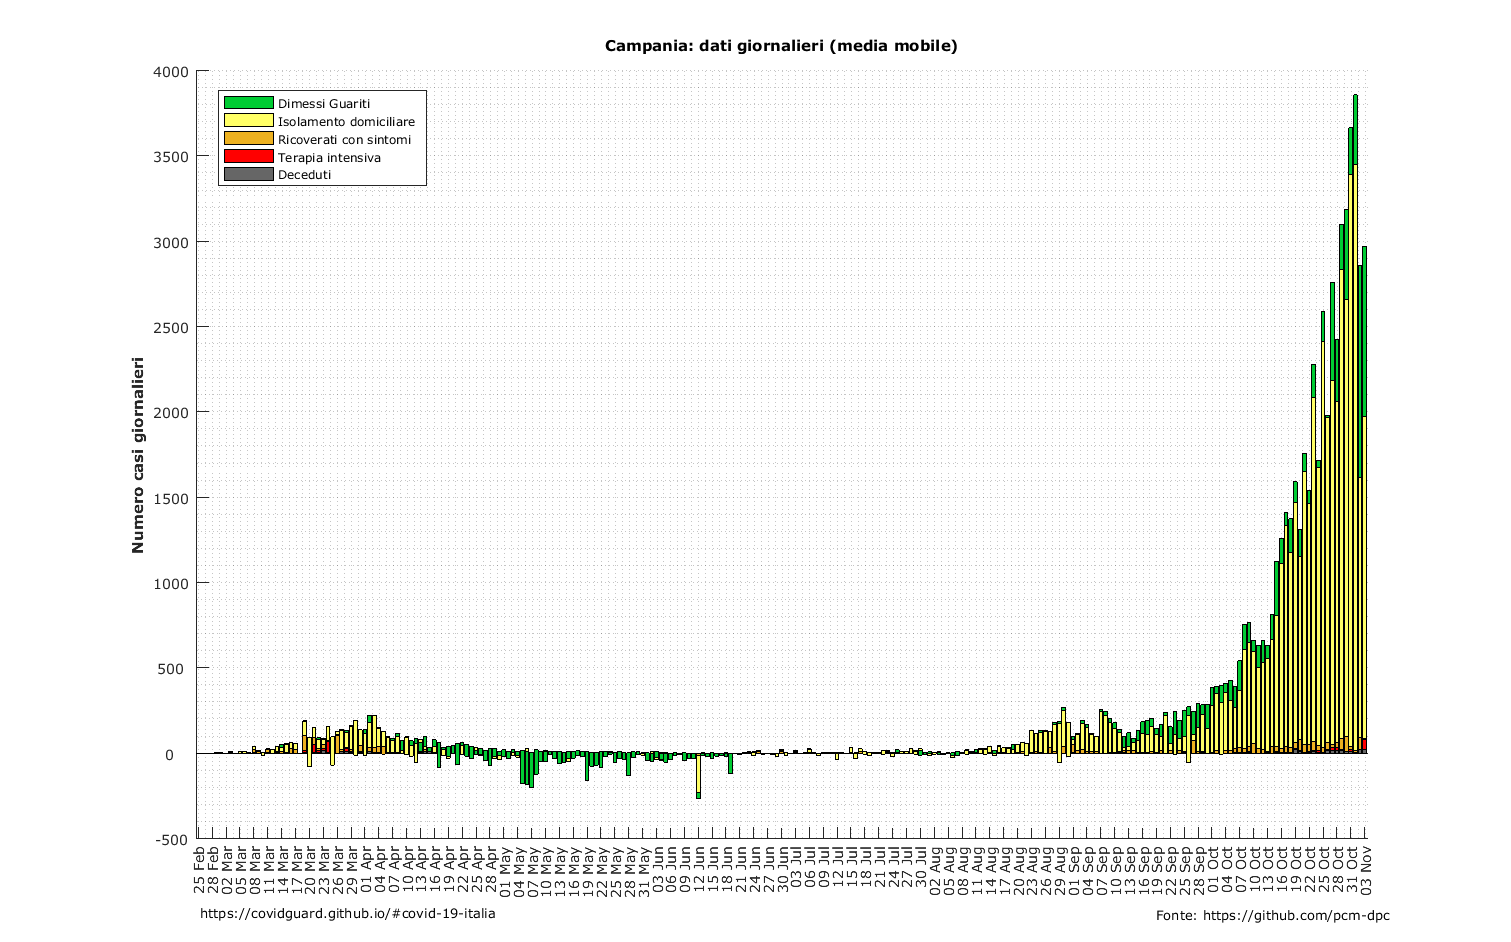 Campania: dati giornalieri (media mobile)
Numero casi giornalieri
4000
3500
3000
2500
2000
1500
1000
500
0
-500
Dimessi Guariti
Isolamento domiciliare
Ricoverati con sintomi
Terapia intensiva
Deceduti
25 Feb
28 Feb
02 Mar
05 Mar
08 Mar
11 Mar
14 Mar
17 Mar
20 Mar
23 Mar
26 Mar
29 Mar
01 Apr
04 Apr
07 Apr
10 Apr
13 Apr
16 Apr
19 Apr
22 Apr
25 Apr
28 Apr
01 May
04 May
07 May
10 May
13 May
16 May
19 May
22 May
25 May
28 May
31 May
03 Jun
06 Jun
09 Jun
12 Jun
15 Jun
18 Jun
21 Jun
24 Jun
27 Jun
30 Jun
03 Jul
06 Jul
09 Jul
12 Jul
15 Jul
18 Jul
21 Jul
24 Jul
27 Jul
30 Jul
02 Aug
05 Aug
08 Aug
11 Aug
14 Aug
17 Aug
20 Aug
23 Aug
26 Aug
29 Aug
01 Sep
04 Sep
07 Sep
10 Sep
13 Sep
16 Sep
19 Sep
22 Sep
25 Sep
28 Sep
01 Oct
04 Oct
07 Oct
10 Oct
13 Oct
16 Oct
19 Oct
22 Oct
25 Oct
28 Oct
31 Oct
03 Nov
https://covidguard.github.io/#covid-19-italia
Fonte: https://github.com/pcm-dpc